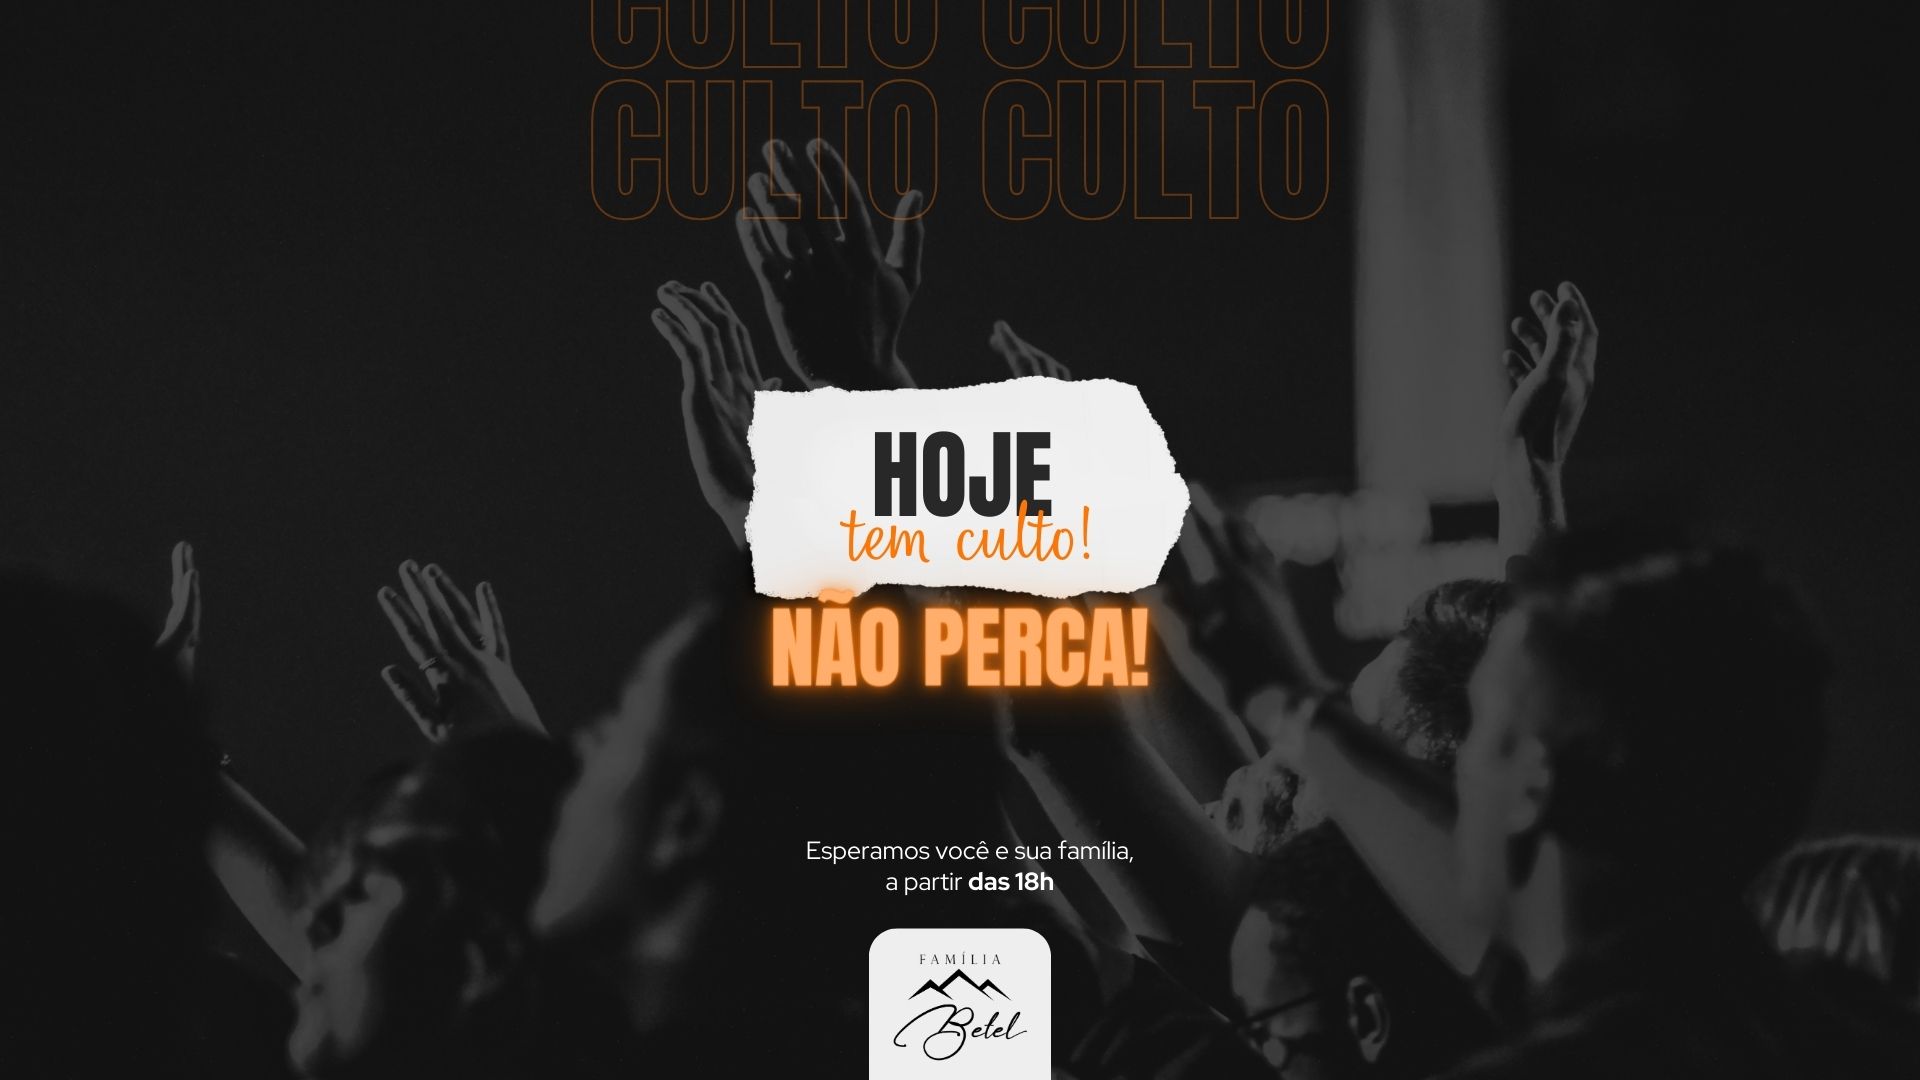 CULTO CULTO
CULTO CULTO
HOJE
tem culto!
NÃO PERCA!
Esperamos você e sua família,
a partir das 18h
FAMÍLIA
Betel